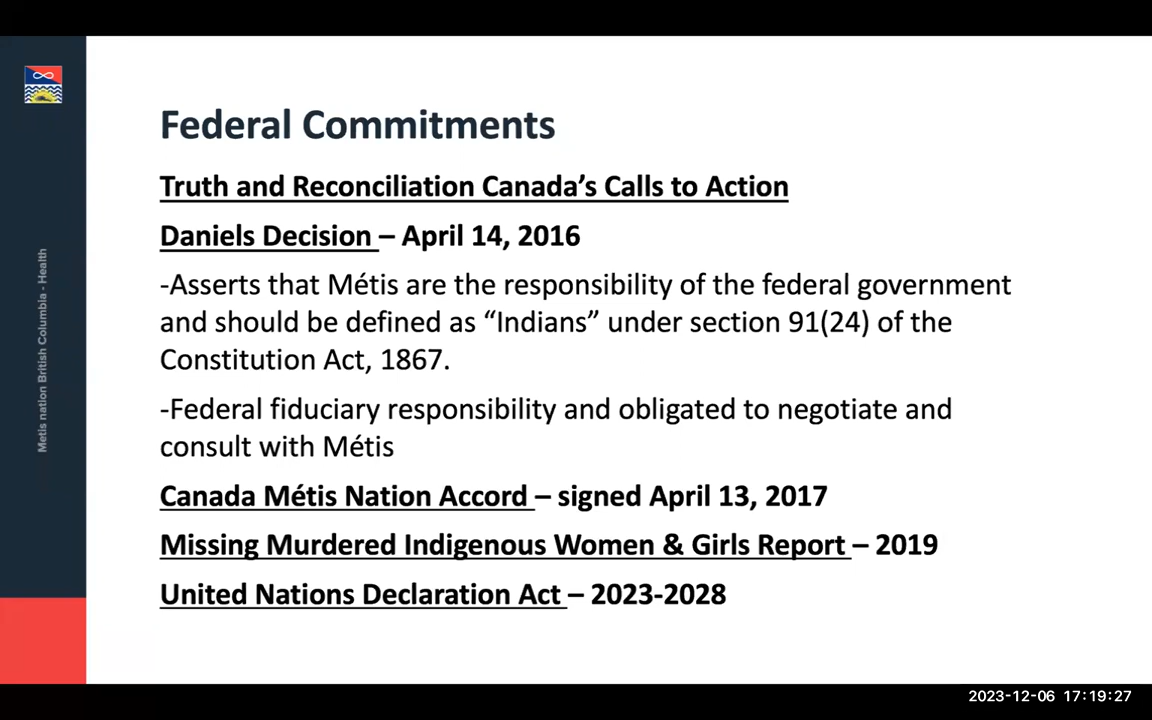 Federal Commitments
Truth and Reconciliation Canada’s Calls to Action
Daniels Decision – April 14, 2016
-Asserts that Métis are the responsibility of the federal government
and should be defined as “Indians” under section 91(24) of the
Constitution Act, 1867.
-Federal fiduciary responsibility and obligated to negotiate and
consult with Métis
Canada Métis Nation Accord – signed April 13, 2017
Missing Murdered Indigenous Women & Girls Report – 2019
United Nations Declaration Act – 2023-2028
Metis nation British Columbia - Health
2023-12-06 17:19:27